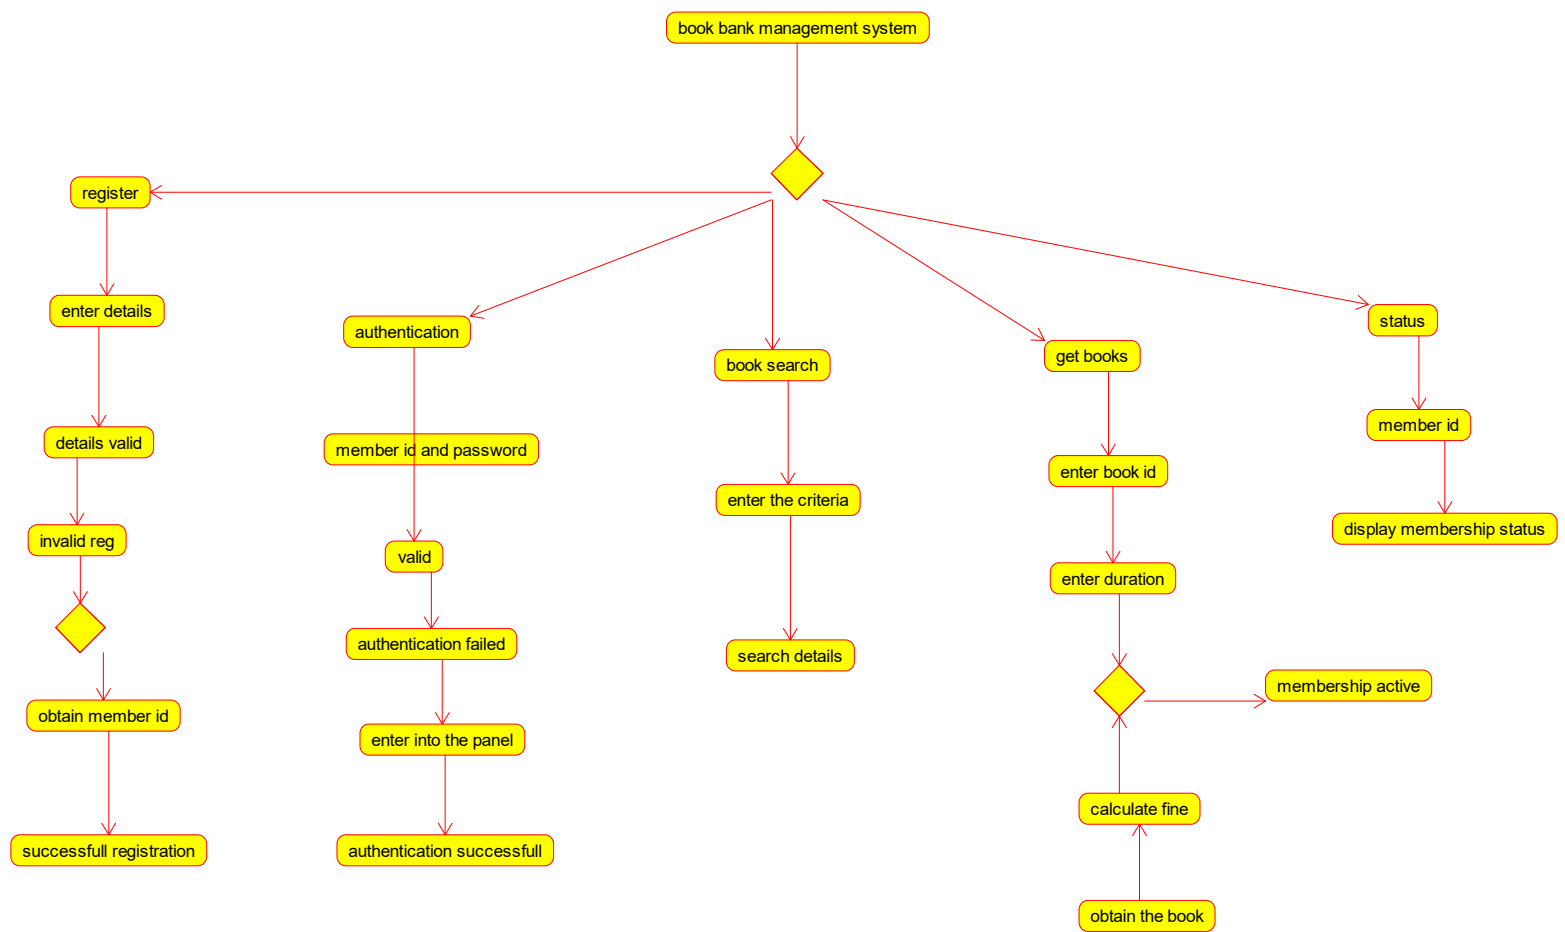 book bank management system
register
enter details
details valid
invalid reg
obtain member id
successfull registration
authentication
member id and password
valid
authentication failed
enter into the panel
authentication successfull
book search
enter the criteria
search details
get books
enter book id
enter duration
membership active
calculate fine
obtain the book
status
member id
display membership status